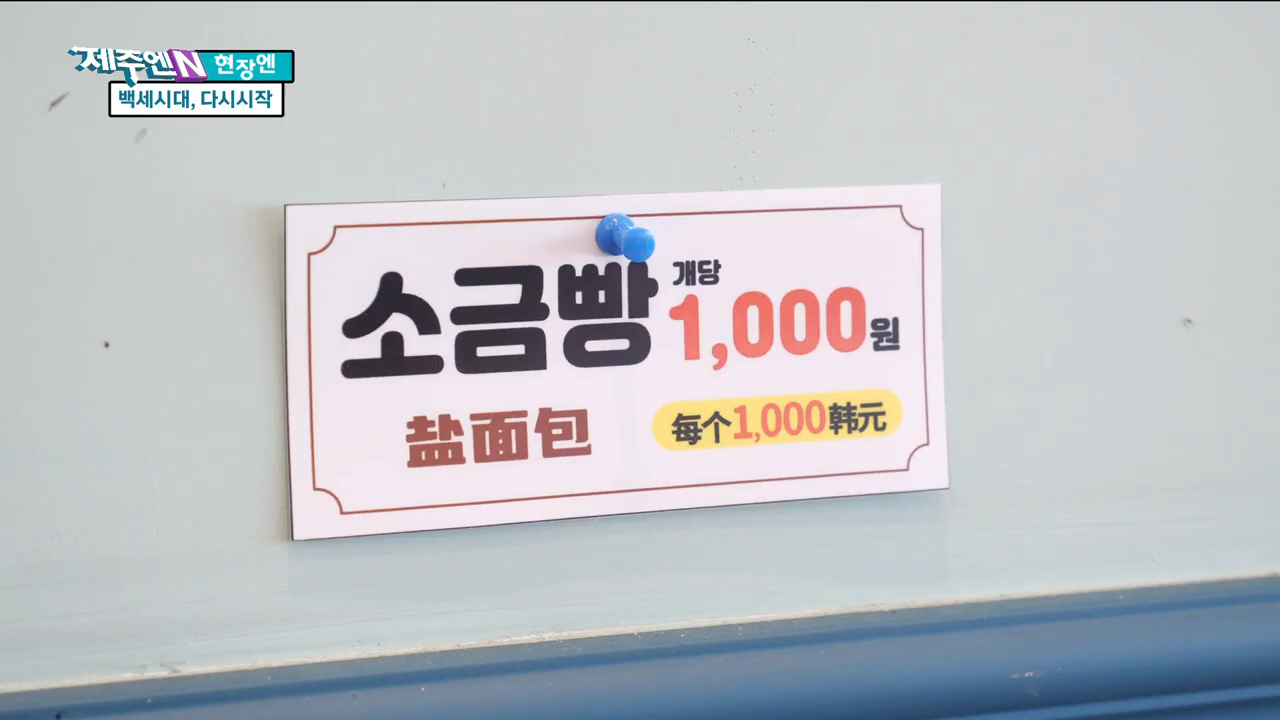 제주엔N 현장엔
백세시대, 다시시작
소금빵 개당 1,000원
盐面包 每个1,000韩元